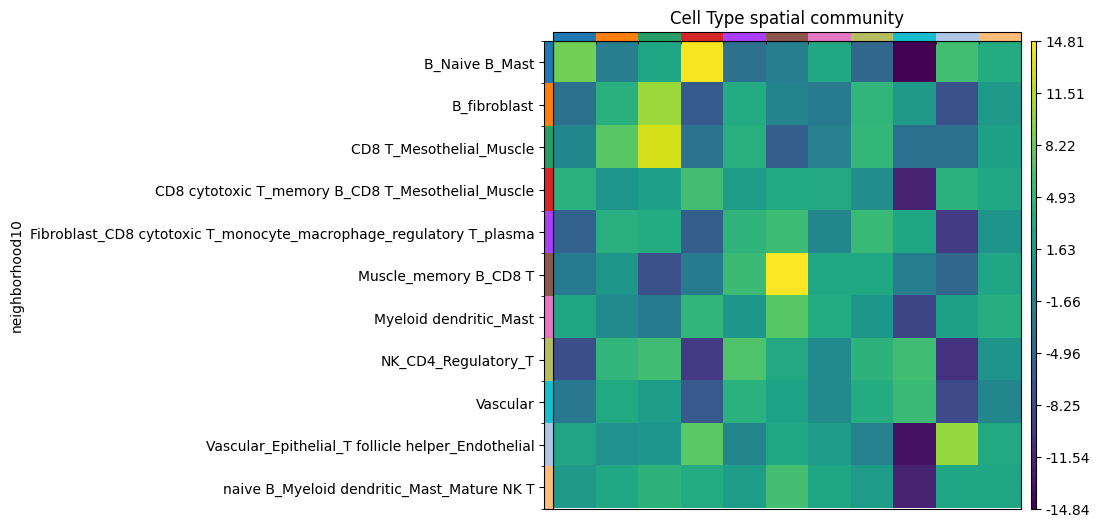 Cell Type spatial community
neighborhood10
B_Naive B_Mast
B_fibroblast
CD8 T_Mesothelial_Muscle
CD8 cytotoxic T_memory B_CD8 T_Mesothelial_Muscle
Fibroblast_CD8 cytotoxic T_monocyte_macrophage_regulatory T_plasma
Muscle_memory B_CD8 T
Myeloid dendritic_Mast
NK_CD4_Regulatory_T
Vascular
Vascular_Epithelial_T follicle helper_Endothelial
naive B_Myeloid dendritic_Mast_Mature NK T
14.81
11.51
8.22
4.93
1.63
-1.66
-4.96
-8.25
-11.54
-14.84